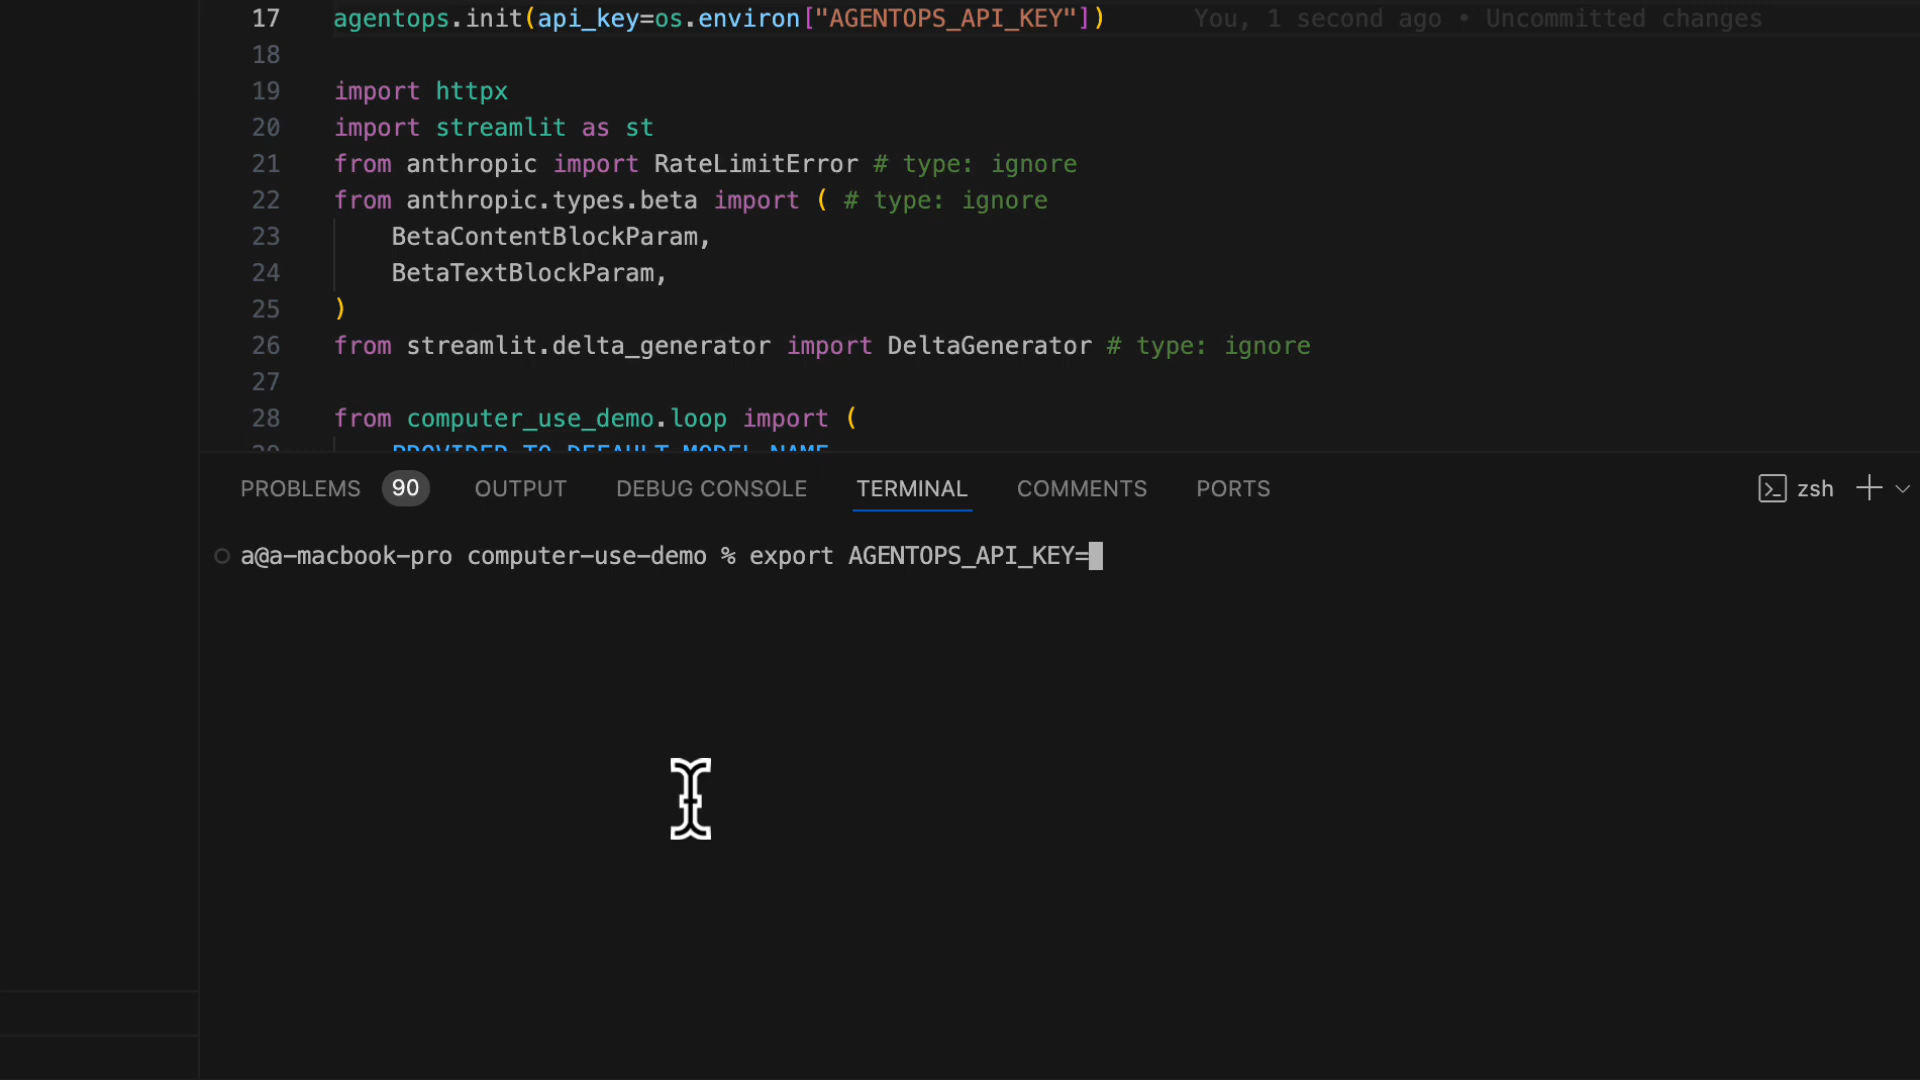 17 agentops.init(api_key=os.environ["AGENTOPS_API_KEY"]) You, 1 second ago • Uncommitted changes
18
19 import httpx
20 import streamlit as st
21 from anthropic import RateLimitError # type: ignore
22 from anthropic.types.beta import ( # type: ignore
23 BetaContentBlockParam,
24 BetaTextBlockParam,
25 )
26 from streamlit.delta_generator import DeltaGenerator # type: ignore
27
28 from computer_use_demo.loop import (
29 PROVIDER_TO_DEFAULT_MODEL_NAME
PROBLEMS 90 OUTPUT DEBUG CONSOLE TERMINAL COMMENTS PORTS zsh
a@a-macbook-pro computer-use-demo % export AGENTOPS_API_KEY=